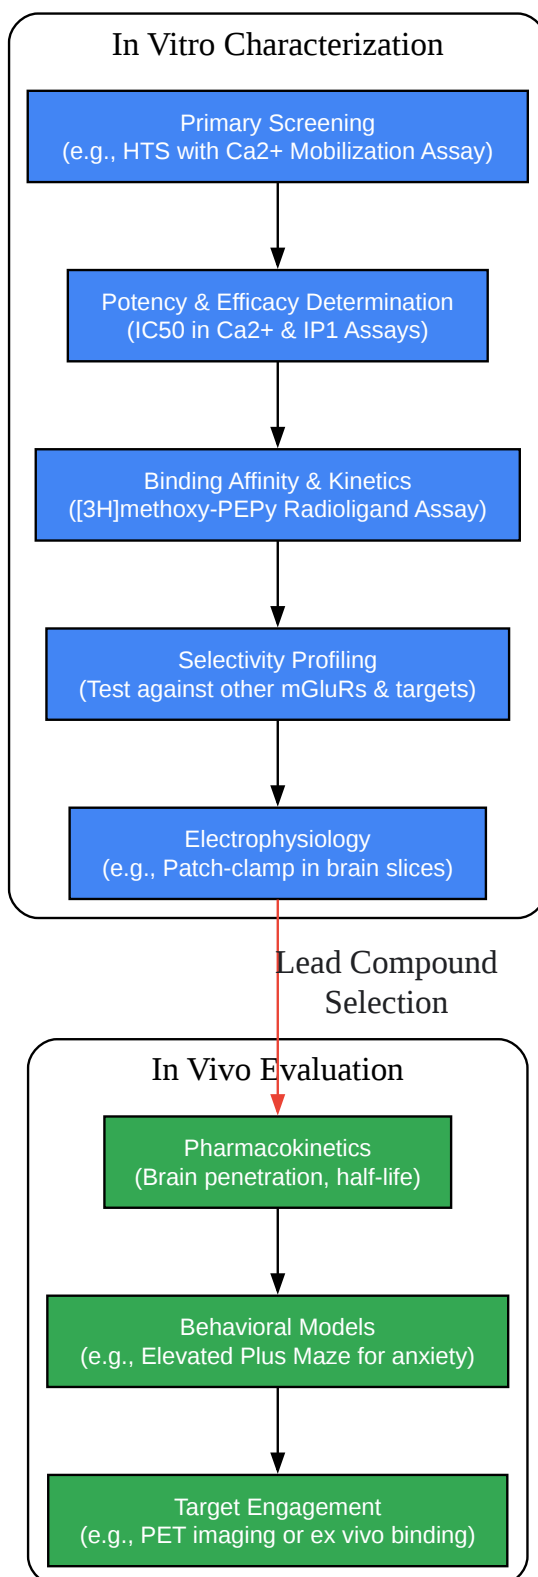 In Vitro Characterization
Primary Screening
(e.g., HTS with Ca2+ Mobilization Assay)
Potency & Efficacy Determination
(IC50 in Ca2+ & IP1 Assays)
Binding Affinity & Kinetics
([3H]methoxy-PEPy Radioligand Assay)
Selectivity Profiling
(Test against other mGluRs & targets)
Electrophysiology
(e.g., Patch-clamp in brain slices)
Lead Compound
Selection
In Vivo Evaluation
Pharmacokinetics
(Brain penetration, half-life)
Behavioral Models
(e.g., Elevated Plus Maze for anxiety)
Target Engagement
(e.g., PET imaging or ex vivo binding)